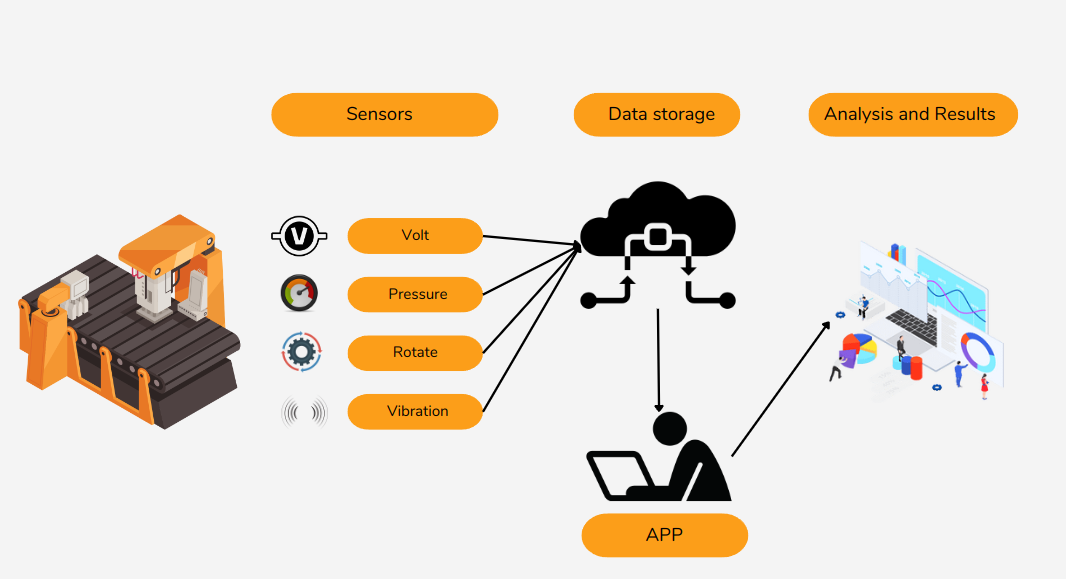 Sensors
Data storage
Analysis and Results
V
Volt
Pressure
Rotate
Vibration
APP